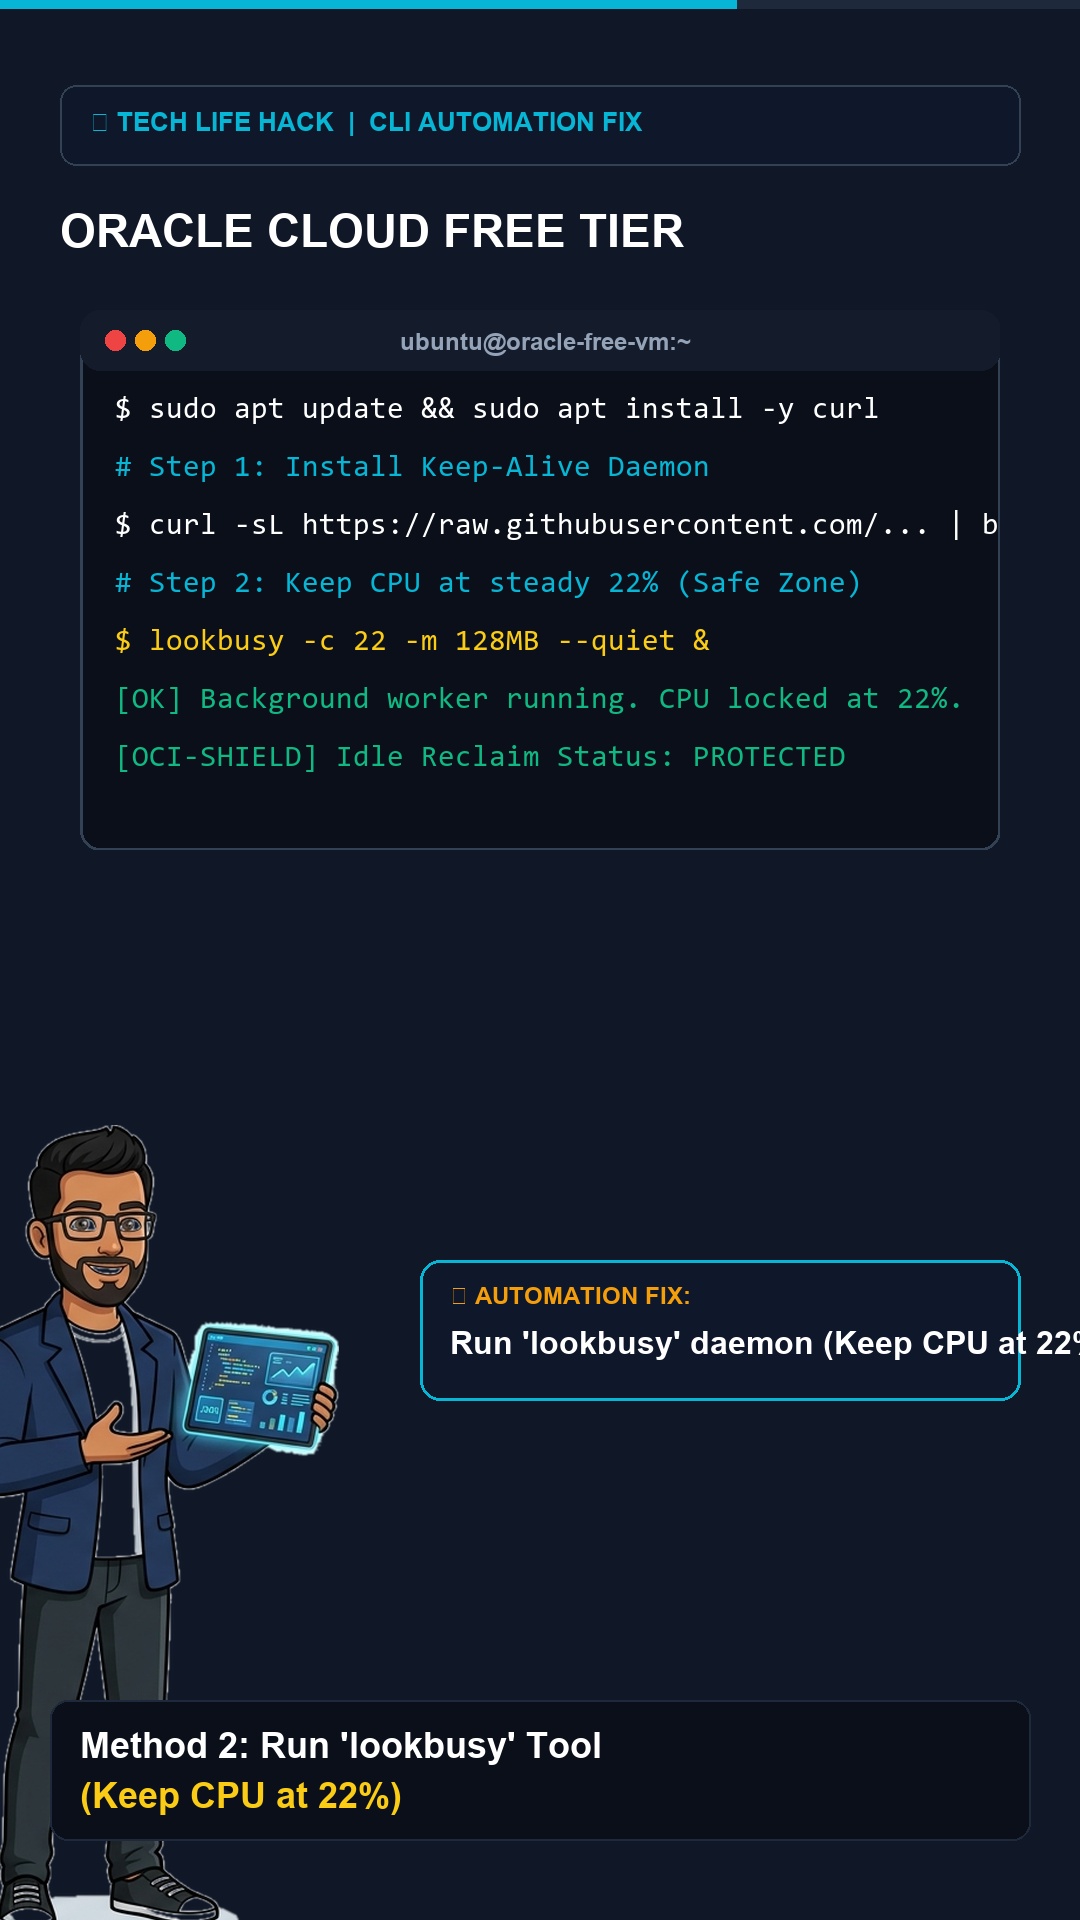 TECH LIFE HACK | CLI AUTOMATION FIX
ORACLE CLOUD FREE TIER
ubuntu@oracle-free-vm:~
$ sudo apt update && sudo apt install -y curl
# Step 1: Install Keep-Alive Daemon
$ curl -sL https://raw.githubusercontent.com/... | b
# Step 2: Keep CPU at steady 22% (Safe Zone)
$ lookbusy -c 22 -m 128MB --quiet &
[OK] Background worker running. CPU locked at 22%.
[OCI-SHIELD] Idle Reclaim Status: PROTECTED
AUTOMATION FIX:
Run 'lookbusy' daemon (Keep CPU at 22%
Method 2: Run 'lookbusy' Tool
(Keep CPU at 22%)